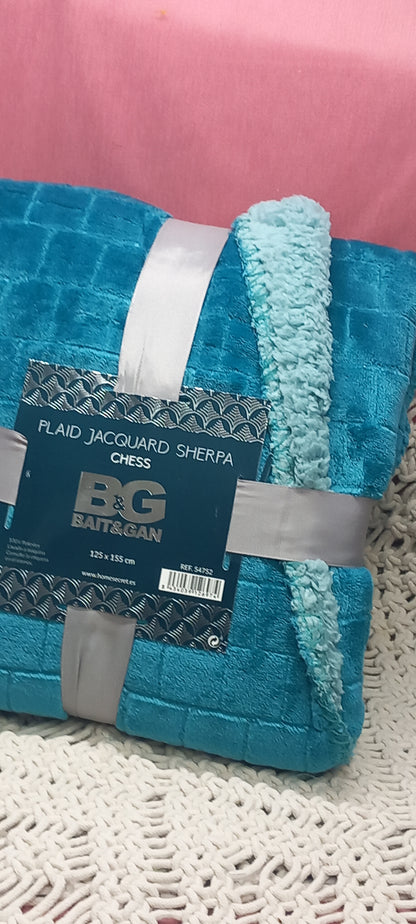 PLAID JACQUARD SHERPA
CHESS
B&G
BAIT&GAN
125 x 155 cm
REF. 54752
www.homesecret.es